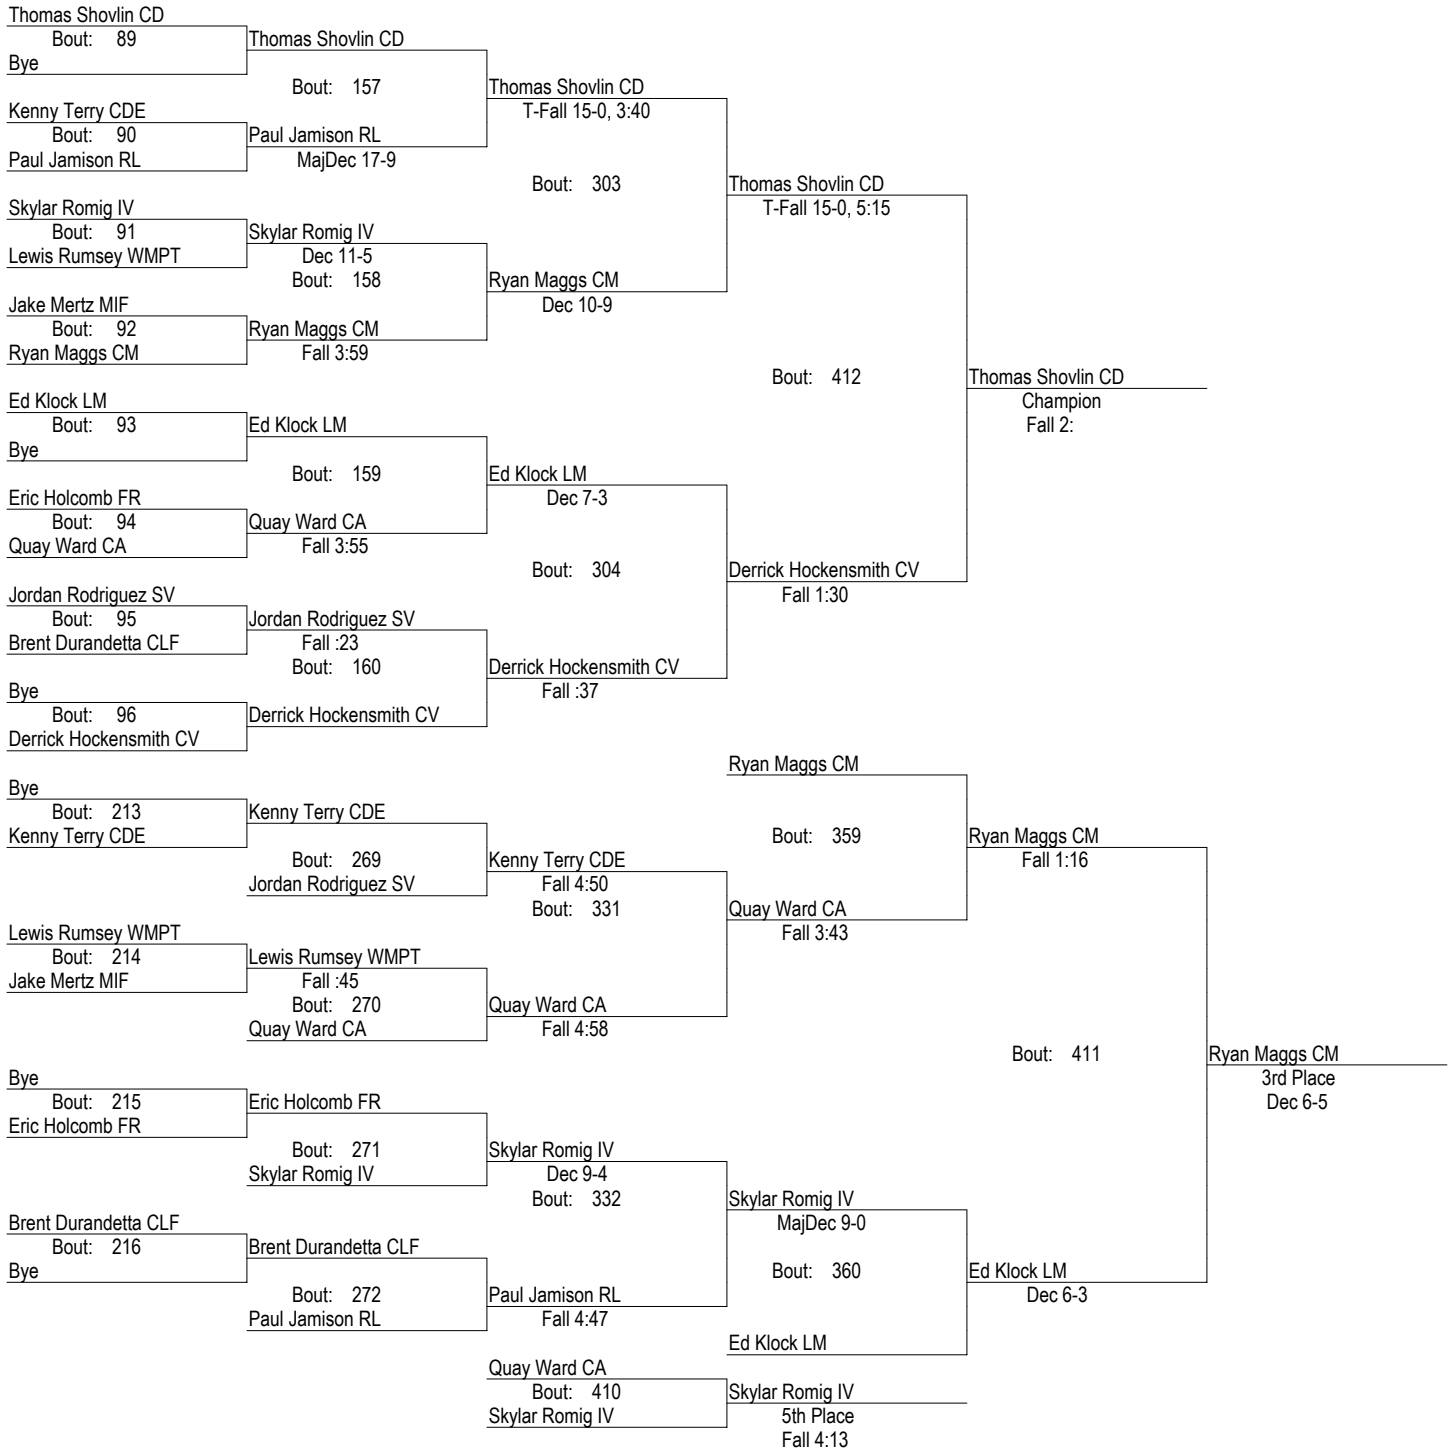 Thomas Shovlin CD
Bout: 89
Thomas Shovlin CD
Bye
Bout: 157
Thomas Shovlin CD
T-Fall 15-0, 3:40
Kenny Terry CDE
Bout: 90
Paul Jamison RL
Paul Jamison RL
MajDec 17-9
Bout: 303
Thomas Shovlin CD
T-Fall 15-0, 5:15
Skylar Romig IV
Bout: 91
Skylar Romig IV
Lewis Rumsey WMPT
Dec 11-5
Bout: 158
Ryan Maggs CM
Dec 10-9
Jake Mertz MIF
Bout: 92
Ryan Maggs CM
Ryan Maggs CM
Fall 3:59
Bout: 412
Thomas Shovlin CD
Champion
Fall 2:
Ed Klock LM
Bout: 93
Ed Klock LM
Bye
Bout: 159
Ed Klock LM
Dec 7-3
Eric Holcomb FR
Bout: 94
Quay Ward CA
Quay Ward CA
Fall 3:55
Bout: 304
Derrick Hockensmith CV
Fall 1:30
Jordan Rodriguez SV
Bout: 95
Jordan Rodriguez SV
Brent Durandetta CLF
Fall :23
Bout: 160
Derrick Hockensmith CV
Fall :37
Bye
Bout: 96
Derrick Hockensmith CV
Derrick Hockensmith CV
Ryan Maggs CM
Bye
Bout: 213
Kenny Terry CDE
Kenny Terry CDE
Bout: 359
Ryan Maggs CM
Fall 1:16
Bout: 269
Kenny Terry CDE
Jordan Rodriguez SV
Fall 4:50
Bout: 331
Quay Ward CA
Fall 3:43
Lewis Rumsey WMPT
Bout: 214
Lewis Rumsey WMPT
Jake Mertz MIF
Fall :45
Bout: 270
Quay Ward CA
Quay Ward CA
Fall 4:58
Bout: 411
Ryan Maggs CM
3rd Place
Dec 6-5
Bye
Bout: 215
Eric Holcomb FR
Eric Holcomb FR
Bout: 271
Skylar Romig IV
Skylar Romig IV
Dec 9-4
Bout: 332
Skylar Romig IV
MajDec 9-0
Brent Durandetta CLF
Bout: 216
Brent Durandetta CLF
Bye
Bout: 360
Ed Klock LM
Dec 6-3
Bout: 272
Paul Jamison RL
Paul Jamison RL
Fall 4:47
Ed Klock LM
Quay Ward CA
Bout: 410
Skylar Romig IV
Skylar Romig IV
5th Place
Fall 4:13